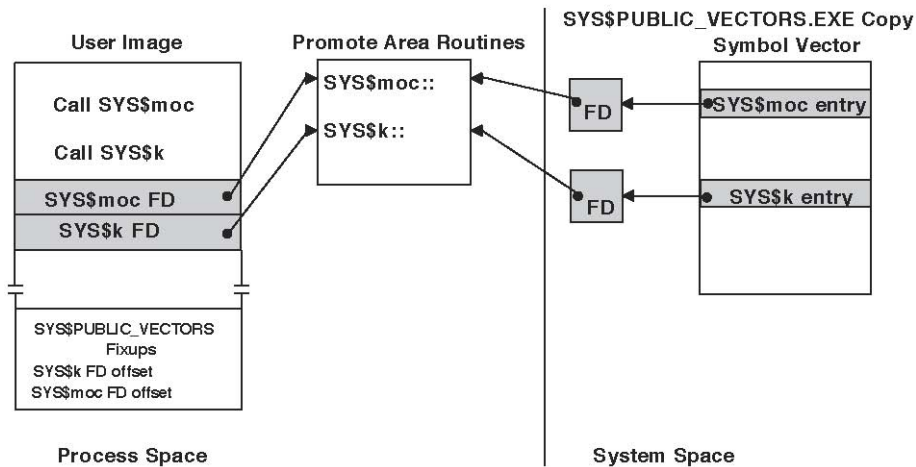 SYS$PUBLIC_VECTORS.EXE Copy
User Image
Promote Area Routines
Symbol Vector
Call SYS$moc
Call SYS$k
SYS$moc FD
SYS$k FD
SYS$PUBLIC_VECTORS
Fixups
SYS$k FD offset
SYS$moc FD offset
SYS$moc::
SYS$k::
FD
FD
SYS$moc entry
SYS$k entry
Process Space
System Space